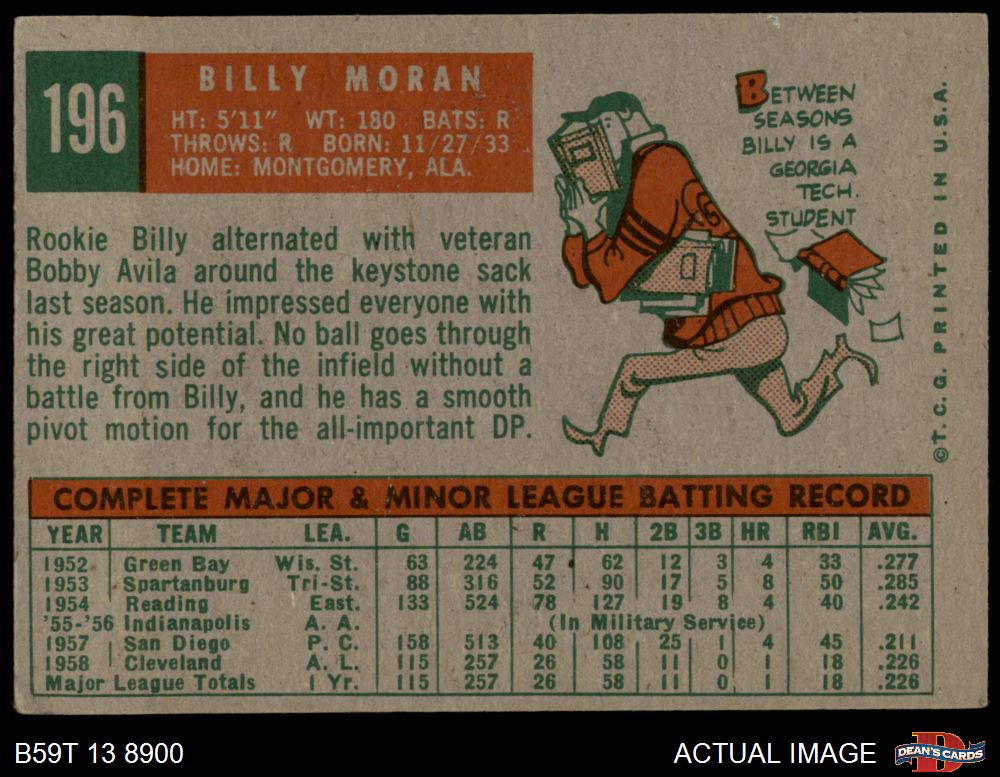 196
BILLY MORAN
HT: 5'11" WT: 180 BATS: R
THROWS: R BORN: 11/27/33
HOME: MONTGOMERY, ALA.
Rookie Billy alternated with veteran
Bobby Avila around the keystone sack
last season. He impressed everyone with
his great potential. No ball goes through
the right side of the infield without a
battle from Billy, and he has a smooth
pivot motion for the all-important DP.
BETWEEN
SEASONS
BILLY IS A
GEORGIA
TECH.
STUDENT
G
©T.C.G. PRINTED IN U.S.A.
COMPLETE MAJOR & MINOR LEAGUE BATTING RECORD
YEAR TEAM LEA. G AB R H 2B 3B HR RBI AVG.
1952 Green Bay Wis. St. 63 224 47 62 12 3 4 33 .277
1953 Spartanburg Tri-St. 88 316 52 90 17 5 8 50 .285
1954 Reading East. 133 524 78 127 19 8 4 40 .242
'55-'56 Indianapolis A. A. (In Military Service)
1957 San Diego P. C. 158 513 40 108 25 1 4 45 .211
1958 Cleveland A. L. 115 257 26 58 11 0 1 18 .226
Major League Totals 1 Yr. 115 257 26 58 11 0 1 18 .226
B59T 13 8900
ACTUAL IMAGE
D
DEAN'S CARDS